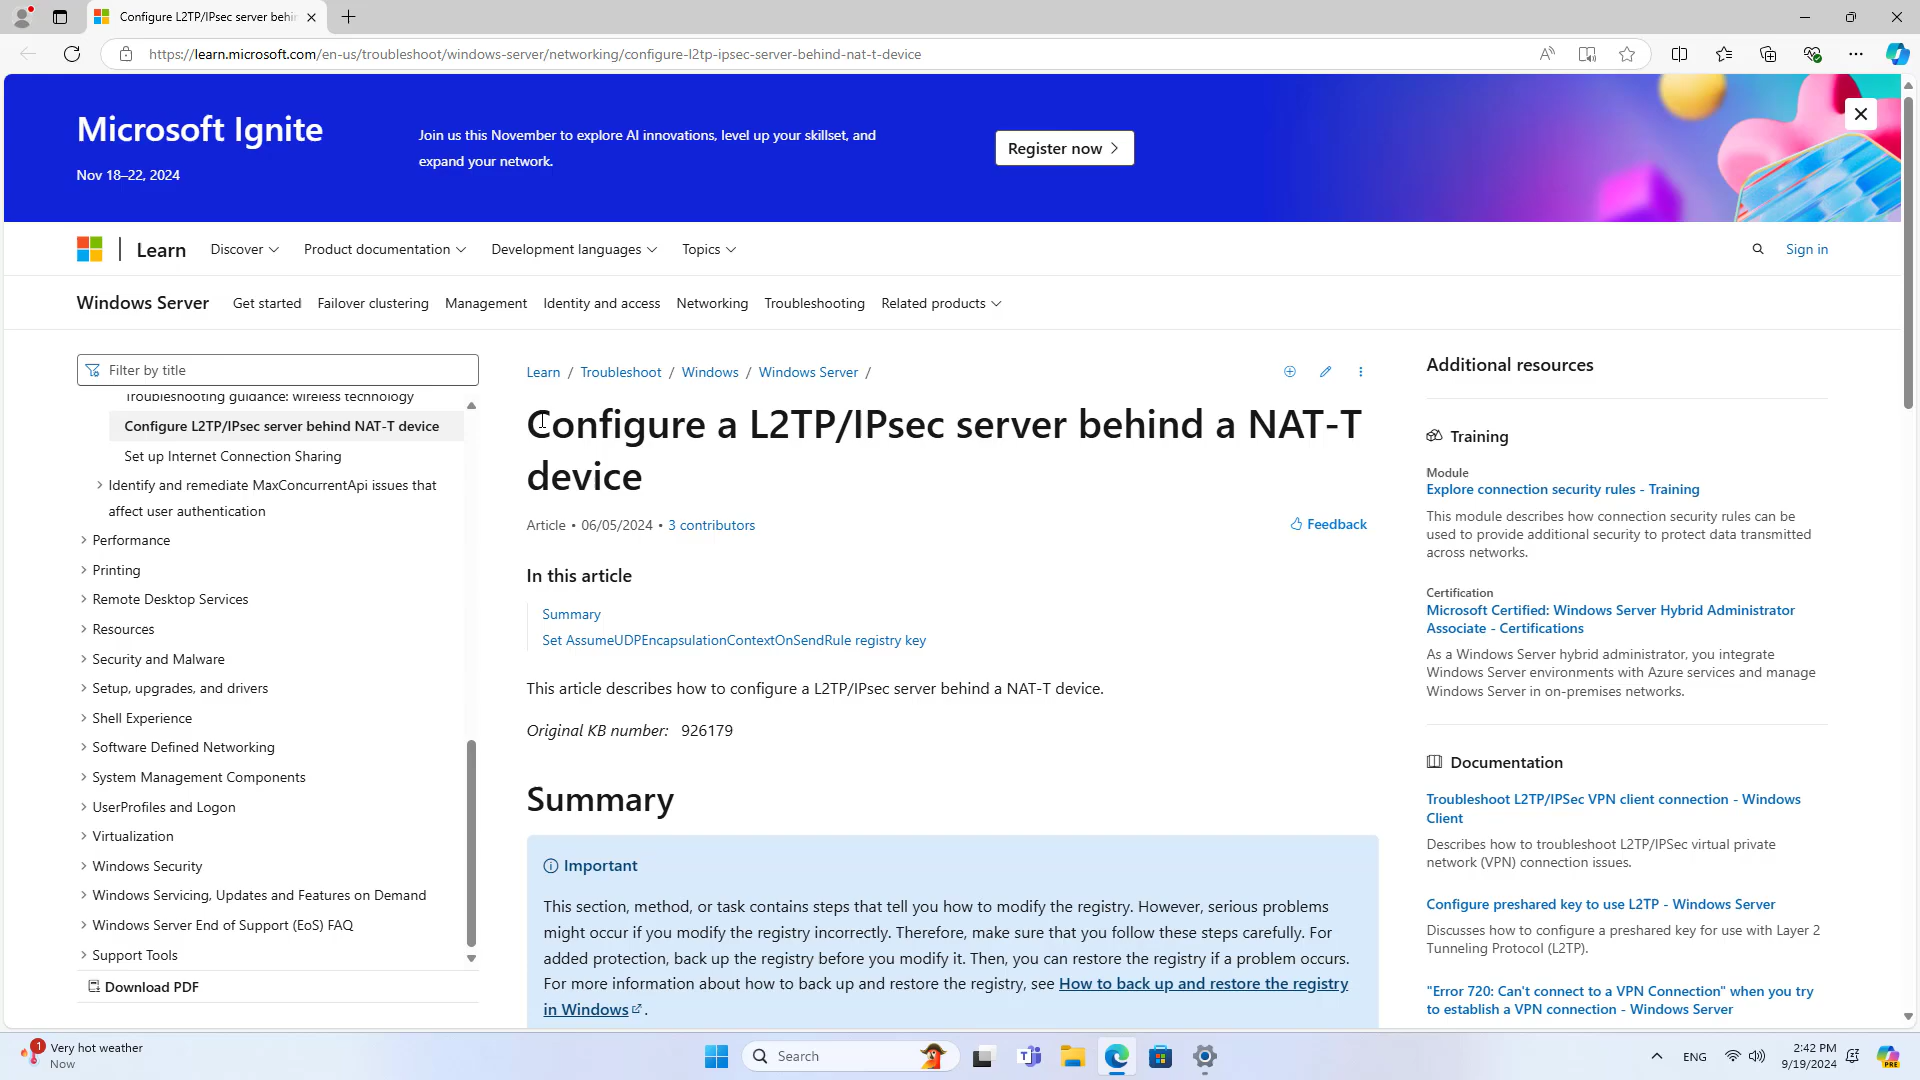 Configure L2TP/IPsec server behin
https://learn.microsoft.com/en-us/troubleshoot/windows-server/networking/configure-l2tp-ipsec-server-behind-nat-t-device
Microsoft Ignite
Nov 18–22, 2024
Join us this November to explore AI innovations, level up your skillset, and
expand your network.
Register now
Learn Discover Product documentation Development languages Topics Sign in
Windows Server Get started Failover clustering Management Identity and access Networking Troubleshooting Related products
Filter by title
Troubleshooting guidance: wireless technology
Configure L2TP/IPsec server behind NAT-T device
Set up Internet Connection Sharing
Identify and remediate MaxConcurrentApi issues that
affect user authentication
Performance
Printing
Remote Desktop Services
Resources
Security and Malware
Setup, upgrades, and drivers
Shell Experience
Software Defined Networking
System Management Components
UserProfiles and Logon
Virtualization
Windows Security
Windows Servicing, Updates and Features on Demand
Windows Server End of Support (EoS) FAQ
Support Tools
Download PDF
Learn / Troubleshoot / Windows / Windows Server /
Configure a L2TP/IPsec server behind a NAT-T
device
Article • 06/05/2024 • 3 contributors
Feedback
In this article
Summary
Set AssumeUDPEncapsulationContextOnSendRule registry key
This article describes how to configure a L2TP/IPsec server behind a NAT-T device.
Original KB number: 926179
Summary
Important
This section, method, or task contains steps that tell you how to modify the registry. However, serious problems
might occur if you modify the registry incorrectly. Therefore, make sure that you follow these steps carefully. For
added protection, back up the registry before you modify it. Then, you can restore the registry if a problem occurs.
For more information about how to back up and restore the registry, see How to back up and restore the registry
in Windows .
Additional resources
Training
Module
Explore connection security rules - Training
This module describes how connection security rules can be
used to provide additional security to protect data transmitted
across networks.
Certification
Microsoft Certified: Windows Server Hybrid Administrator
Associate - Certifications
As a Windows Server hybrid administrator, you integrate
Windows Server environments with Azure services and manage
Windows Server in on-premises networks.
Documentation
Troubleshoot L2TP/IPSec VPN client connection - Windows
Client
Describes how to troubleshoot L2TP/IPSec virtual private
network (VPN) connection issues.
Configure preshared key to use L2TP - Windows Server
Discusses how to configure a preshared key for use with Layer 2
Tunneling Protocol (L2TP).
"Error 720: Can't connect to a VPN Connection" when you try
to establish a VPN connection - Windows Server
1
Very hot weather
Now
Search
ENG
2:42 PM
9/19/2024
PRE